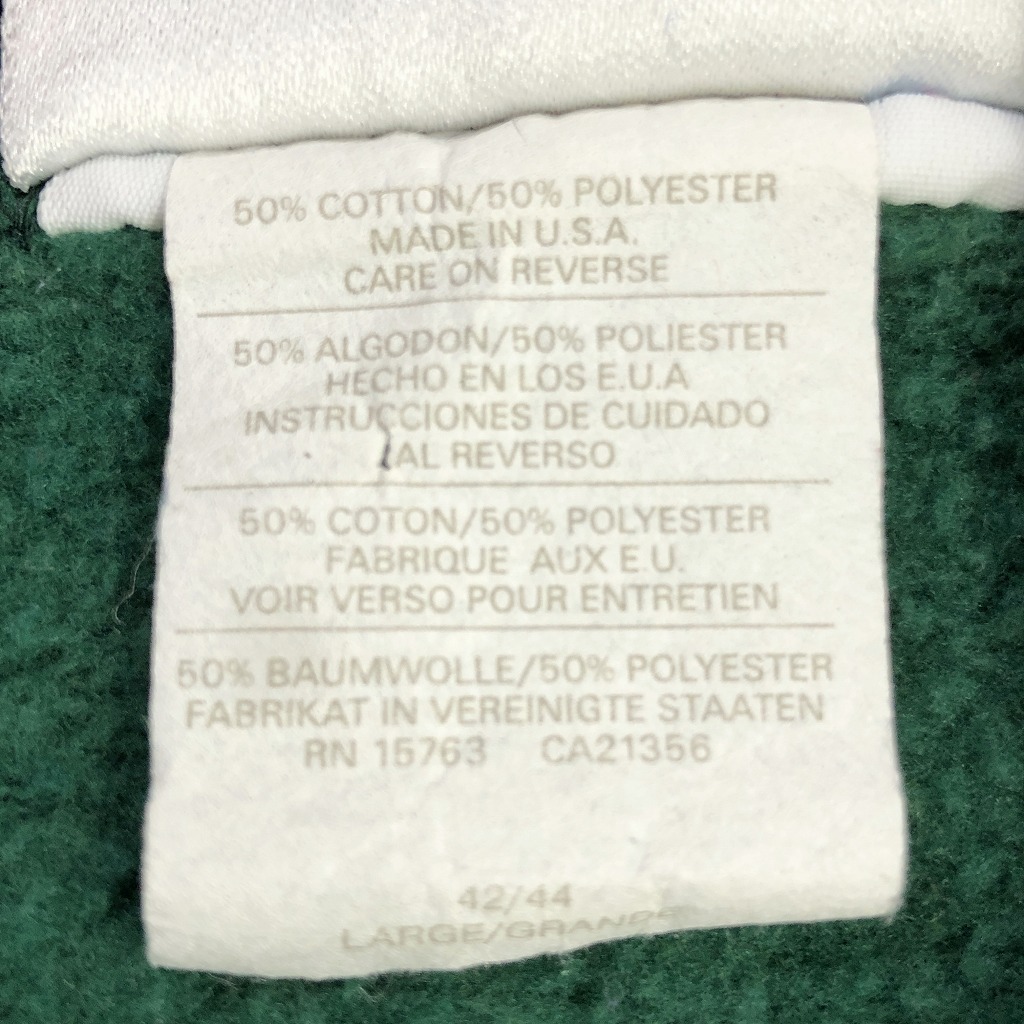 50% COTTON/50% POLYESTER
MADE IN U.S.A.
CARE ON REVERSE
50% ALGODON/50% POLIESTER
HECHO EN LOS E.U.A
INSTRUCCIONES DE CUIDADO
AL REVERSO
50% COTON/50% POLYESTER
FABRIQUE AUX E.U.
VOIR VERSO POUR ENTRETIEN
50% BAUMWOLLE/50% POLYESTER
FABRIKAT IN VEREINIGTE STAATEN
RN 15763 CA21356
42/44
LARGE/GRANDE